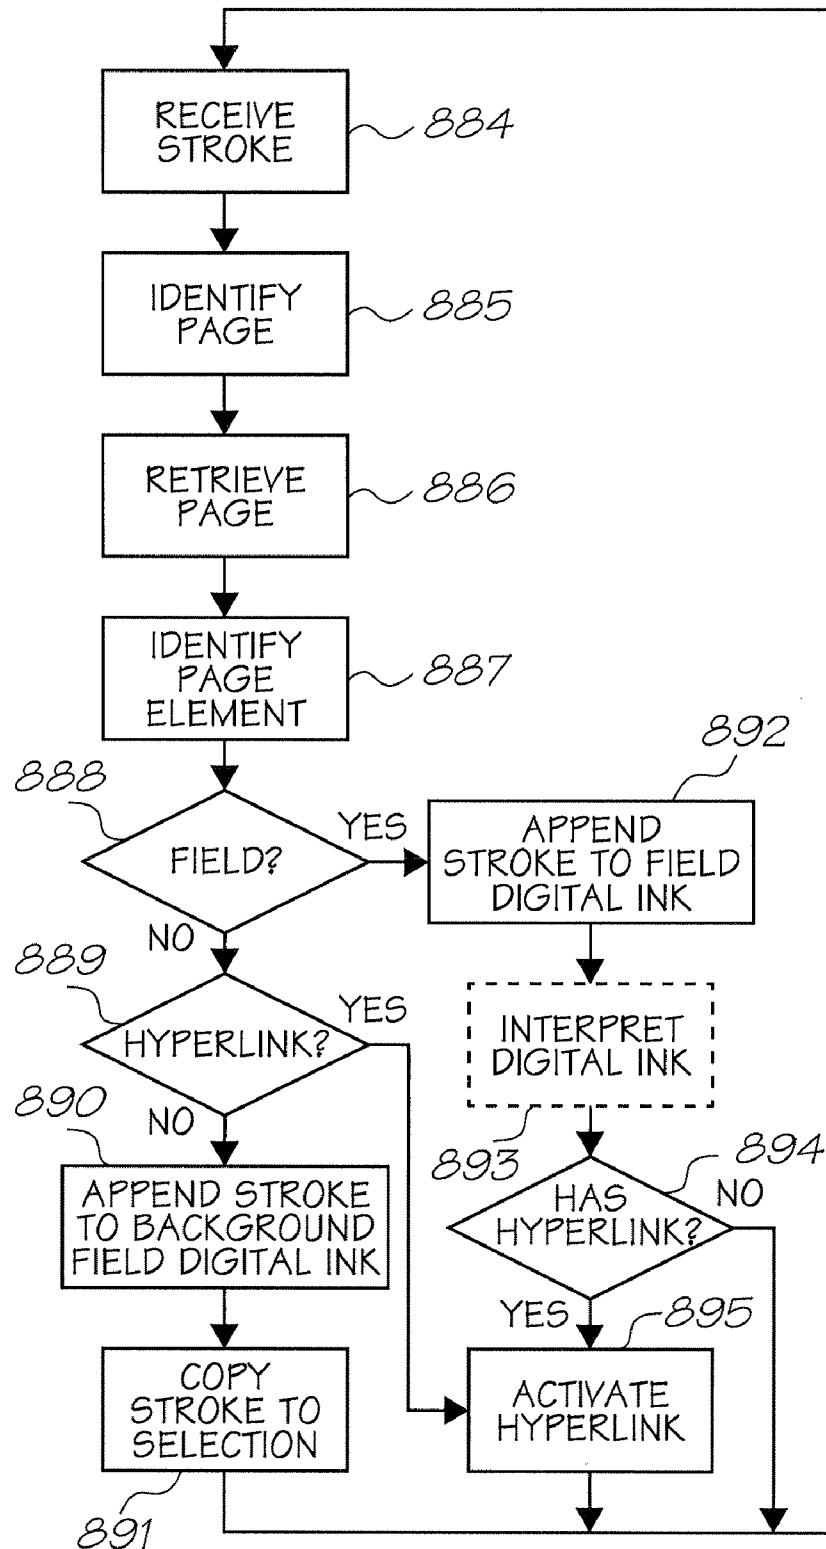 RECEIVE
STROKE
884
IDENTIFY
PAGE
885
RETRIEVE
PAGE
886
IDENTIFY
PAGE
ELEMENT
887
888
FIELD?
YES
NO
892
APPEND
STROKE TO FIELD
DIGITAL INK
889
HYPERLINK?
YES
NO
INTERPRET
DIGITAL INK
893
890
APPEND STROKE
TO BACKGROUND
FIELD DIGITAL INK
894
HAS
HYPERLINK?
NO
YES
895
COPY
STROKE TO
SELECTION
891
ACTIVATE
HYPERLINK